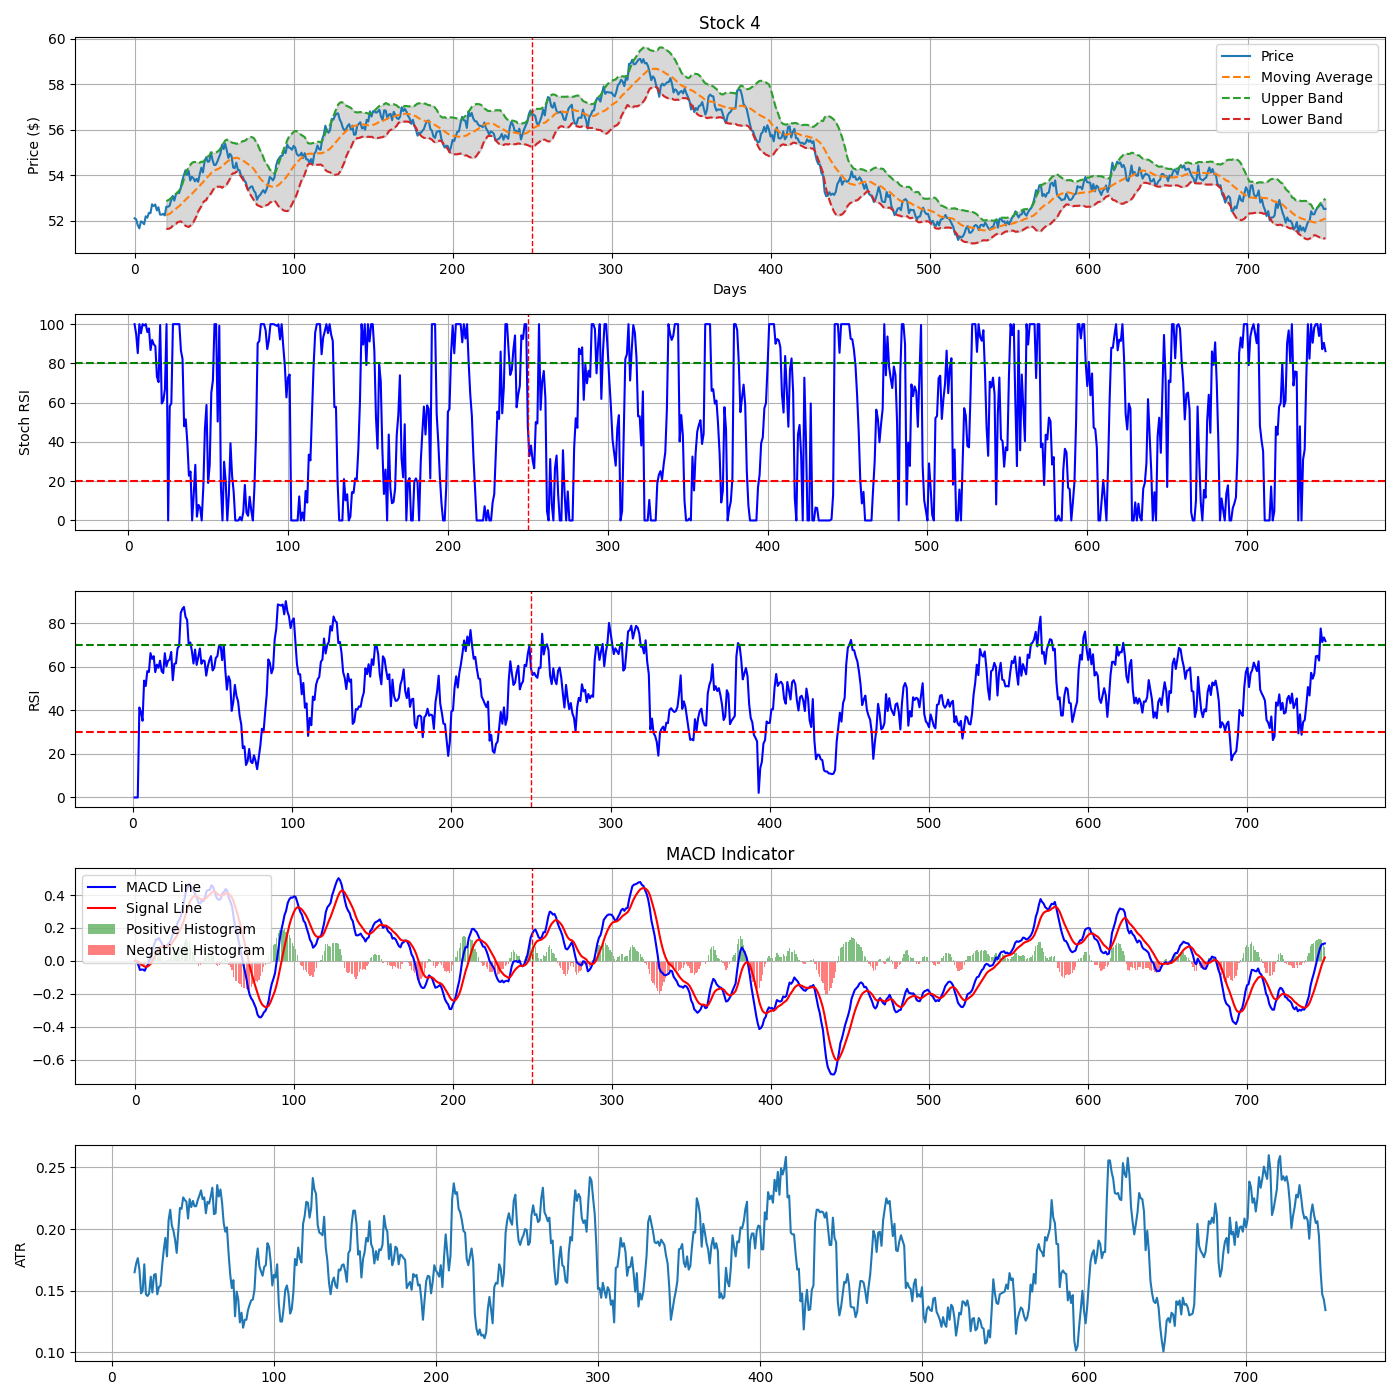 Stock 4
Price ($)
60
58
56
54
52
Price
Moving Average
Upper Band
Lower Band
0 100 200 300 400 500 600 700
Days
Stoch RSI
100
80
60
40
20
0
0 100 200 300 400 500 600 700
RSI
80
60
40
20
0
0 100 200 300 400 500 600 700
MACD Indicator
0.4
0.2
0.0
−0.2
−0.4
−0.6
MACD Line
Signal Line
Positive Histogram
Negative Histogram
0 100 200 300 400 500 600 700
ATR
0.25
0.20
0.15
0.10
0 100 200 300 400 500 600 700